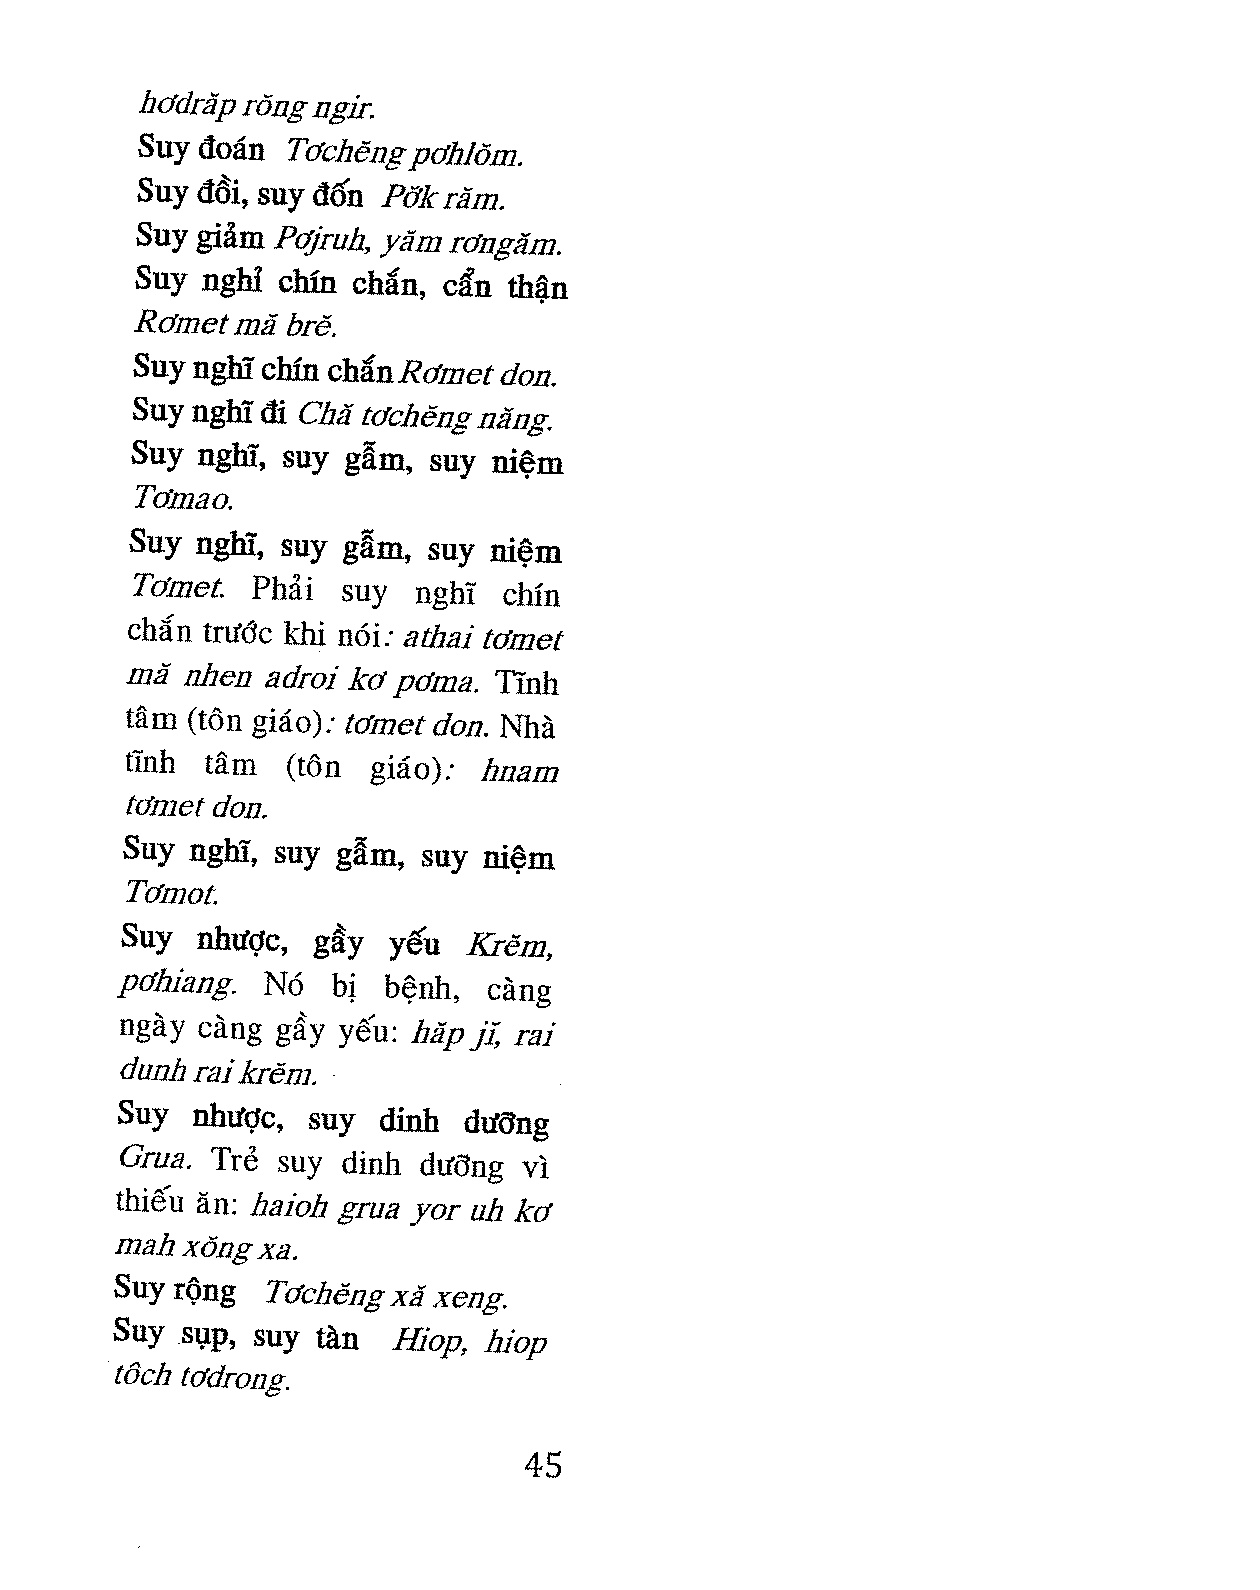 hơdrăp rŏng ngir.
Suy đoán Tơchĕng pơhlŏm.
Suy đồi, suy đốn Pơ̆k răm.
Suy giảm Pơjruh, yăm rơngăm.
Suy nghỉ chín chắn, cẩn thận
Rơmet mă brĕ.
Suy nghĩ chín chắn Rơmet don.
Suy nghĩ đi Chă tơchĕng năng.
Suy nghĩ, suy gẫm, suy niệm
Tơmao.
Suy nghĩ, suy gẫm, suy niệm
Tơmet. Phải suy nghĩ chín
chắn trước khi nói: athai tơmet
mă nhen adroi kơ pơma. Tĩnh
tâm (tôn giáo): tơmet don. Nhà
tĩnh tâm (tôn giáo): hnam
tơmet don.
Suy nghĩ, suy gẫm, suy niệm
Tơmot.
Suy nhược, gầy yếu Krĕm,
pơhiang. Nó bị bệnh, càng
ngày càng gầy yếu: hăp jĭ, rai
dunh rai krĕm.
Suy nhược, suy dinh dưỡng
Grua. Trẻ suy dinh dưỡng vì
thiếu ăn: haioh grua yor uh kơ
mah xŏng xa.
Suy rộng Tơchĕng xă xeng.
Suy sụp, suy tàn Hiop, hiop
tôch tơdrong.
45